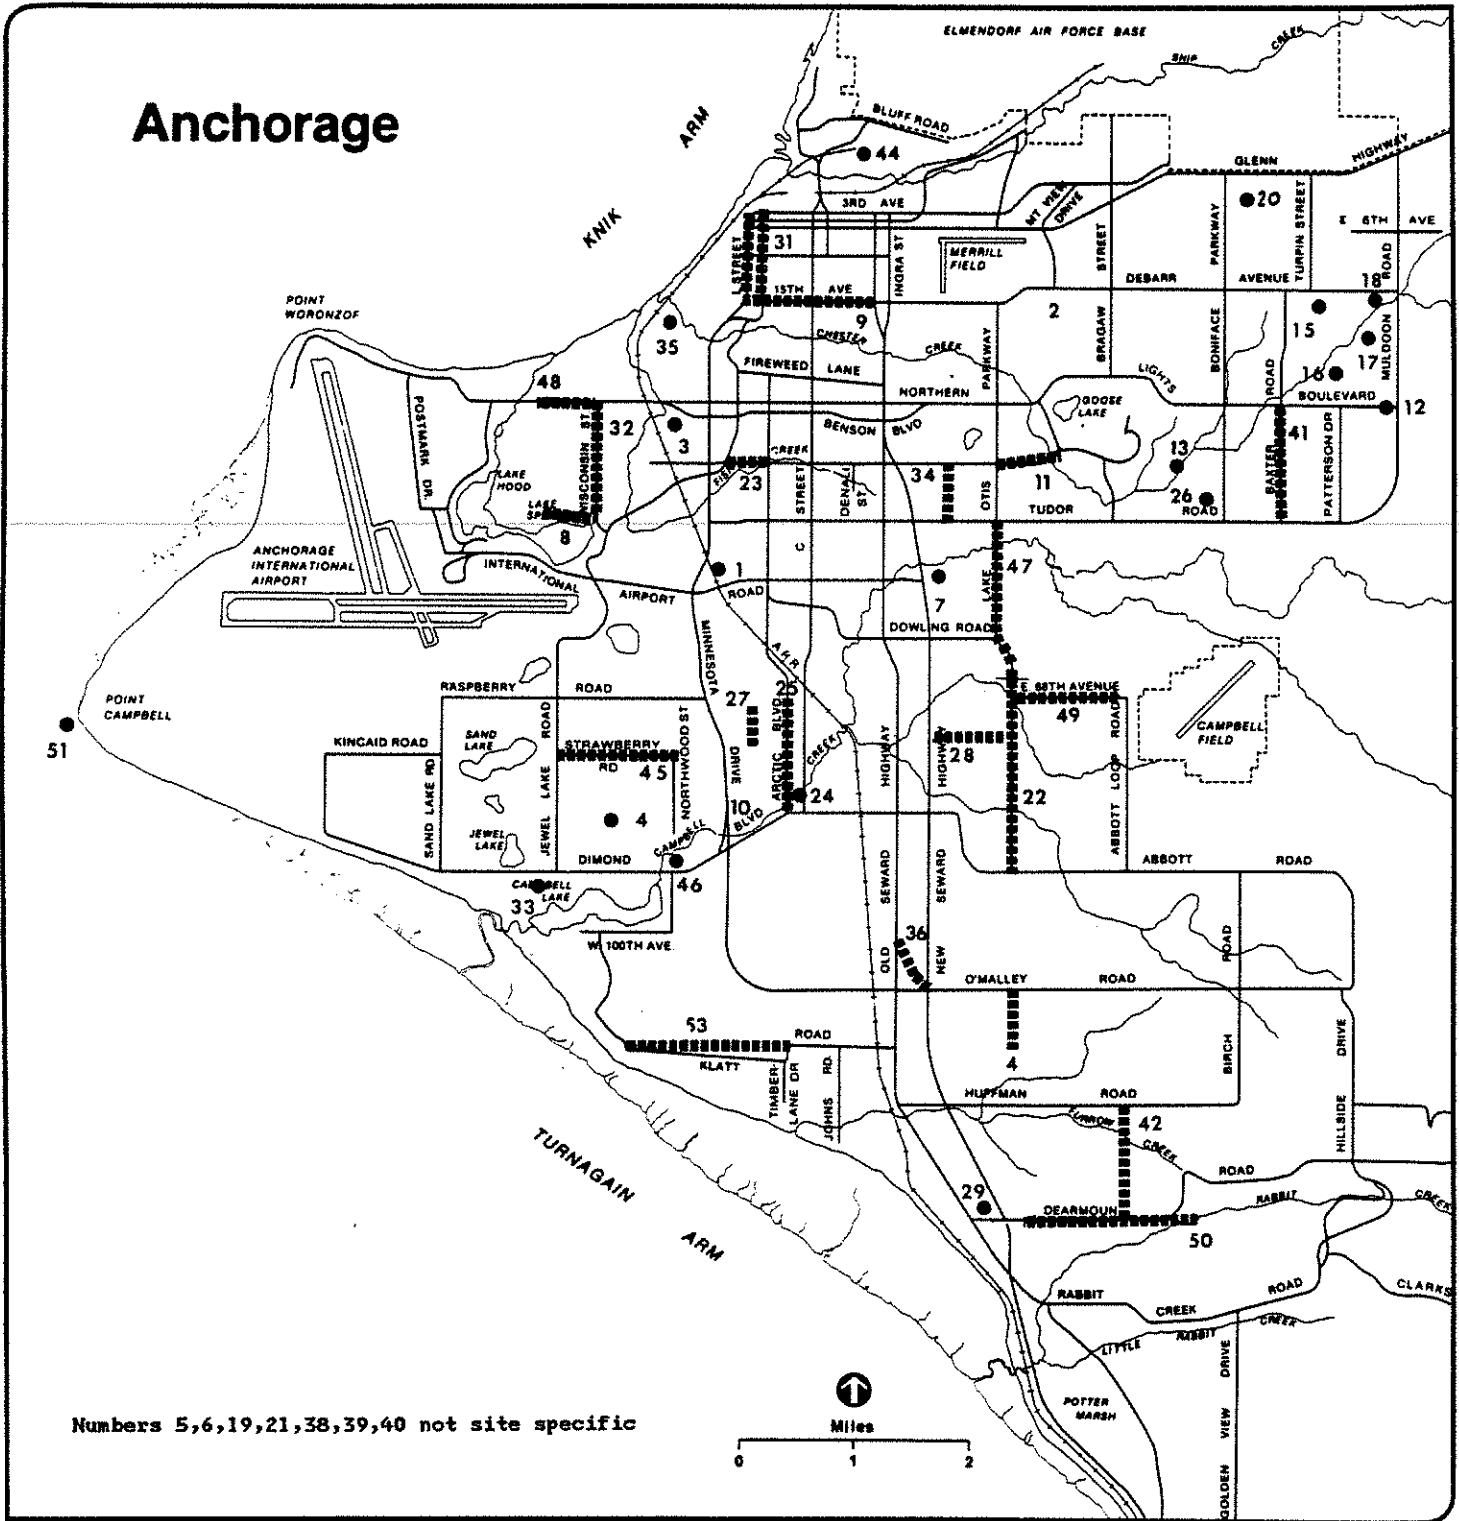 Anchorage
ELMENDORF AIR FORCE BASE
SHIP
CREEK
KNIK
ARM
BLUFF ROAD
44
GLENN
HIGHWAY
3RD AVE
MT VIEW
DRIVE
20
E 6TH AVE
L STREET
31
INGRA ST
MERRILL
FIELD
STREET
PARKWAY
TURPIN STREET
ROAD
15TH AVE
9
DEBARR
AVENUE
18
2
15
17
16
POINT
WORONZOF
35
CHESTER
CREEK
FIREWEED LANE
PARKWAY
BRAGAW
BONIFACE
ROAD
MULDON
48
NORTHERN
LIGHTS
BOULEVARD
12
POSTMARK DR.
32
WISCONSIN ST
3
BENSON BLVD
GOOSE
LAKE
13
41
BAXTER
PATTERSON DR
LAKE
HOOD
FISH
CREEK
23
STREET
C
DENALI
ST
34
OTIS
11
26
TUDOR
ROAD
LAKE
8
ANCHORAGE
INTERNATIONAL
AIRPORT
INTERNATIONAL
AIRPORT
ROAD
1
7
LAKE
47
DOWLING ROAD
MINNESOTA
DRIVE
ARR
POINT
CAMPBELL
51
RASPBERRY
ROAD
27
E. 68TH AVENUE
49
CAMPBELL
FIELD
KINCAID ROAD
SAND
LAKE
STRAWBERRY
RD
45
NORTHWOOD ST
ARCTIC BLVD
CREEK
HIGHWAY
HIGHWAY
28
SAND LAKE RD
JEWEL LAKE ROAD
4
10
BLVD
24
22
ABBOTT LOOP ROAD
JEWEL
LAKE
DIMOND
CAMPBELL
46
ABBOTT
ROAD
CAMPBELL
LAKE
33
W. 100TH AVE.
OLD
SEWARD
NEW
SEWARD
36
O'MALLEY
ROAD
ROAD
BIRCH
53
ROAD
KLATT
TIMBER-
LANE DR
JOHNS RD.
4
HUFFMAN
ROAD
HILLSIDE
DRIVE
FURROW
CREEK
42
ROAD
TURNAGAIN
ARM
29
DEARMOUN
50
RABBIT
CREEK
RABBIT
CREEK
ROAD
CLARKS
LITTLE
RABBIT
CREEK
POTTER
MARSH
GOLDEN VIEW DRIVE
Numbers 5,6,19,21,38,39,40 not site specific
Miles
0
1
2